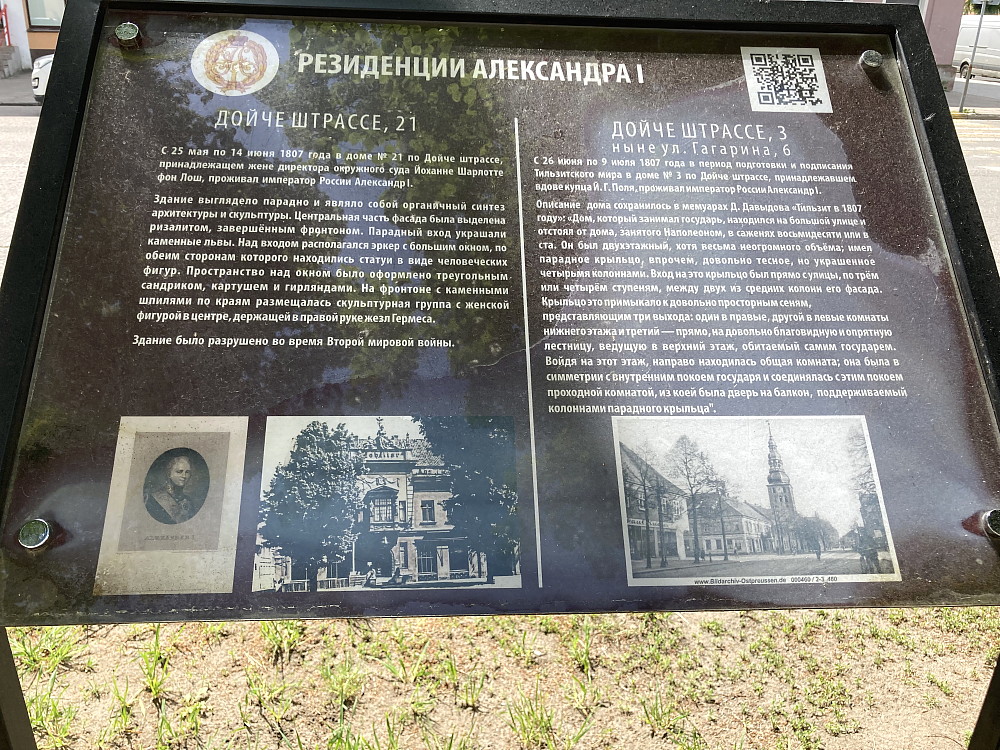 РЕЗИДЕНЦИИ АЛЕКСАНДРА I
ДОЙЧЕ ШТРАССЕ, 21
С 25 мая по 14 июня 1807 года в доме № 21 по Дойче штрассе,
принадлежащем жене директора окружного суда Йоханне Шарлотте
фон Лош, проживал император России Александр I.
Здание выглядело парадно и являло собой органичный синтез
архитектуры и скульптуры. Центральная часть фасада была выделена
ризалитом, завершённым фронтоном. Парадный вход украшали
каменные львы. Над входом располагался эркер с большим окном, по
обеим сторонам которого находились статуи в виде человеческих
фигур. Пространство над окном было оформлено треугольным
сандриком, картушем и гирляндами. На фронтоне с каменными
шпилями по краям размещалась скульптурная группа с женской
фигурой в центре, держащей в правой руке жезл Гермеса.
Здание было разрушено во время Второй мировой войны.
ДОЙЧЕ ШТРАССЕ, 3
ныне ул. Гагарина, 6
С 26 июня по 9 июля 1807 года в период подготовки и подписания
Тильзитского мира в доме № 3 по Дойче штрассе, принадлежавшем
вдове купца И. Г. Поля, проживал император России Александр I.
Описание дома сохранилось в мемуарах Д. Давыдова «Тильзит в 1807
году»: «Дом, который занимал государь, находился на большой улице и
отстоял от дома, занятого Наполеоном, в саженях восьмидесяти или в
ста. Он был двухэтажный, хотя весьма неогромного объёма; имел
парадное крыльцо, впрочем, довольно тесное, но украшенное
четырьмя колоннами. Вход на это крыльцо был прямо с улицы, по трём
или четырём ступеням, между двух из средних колонн его фасада.
Крыльцо это примыкало к довольно просторным сеням,
представляющим три выхода: один в правые, другой в левые комнаты
нижнего этажа и третий — прямо, на довольно благовидную и опрятную
лестницу, ведущую в верхний этаж, обитаемый самим государем.
Войдя на этот этаж, направо находилась общая комната; она была в
симметрии с внутренним покоем государя и соединялась с этим покоем
проходной комнатой, из коей была дверь на балкон, поддерживаемый
колоннами парадного крыльца".
www.Bildarchiv-Ostpreussen.de 000460 / 2-3_460